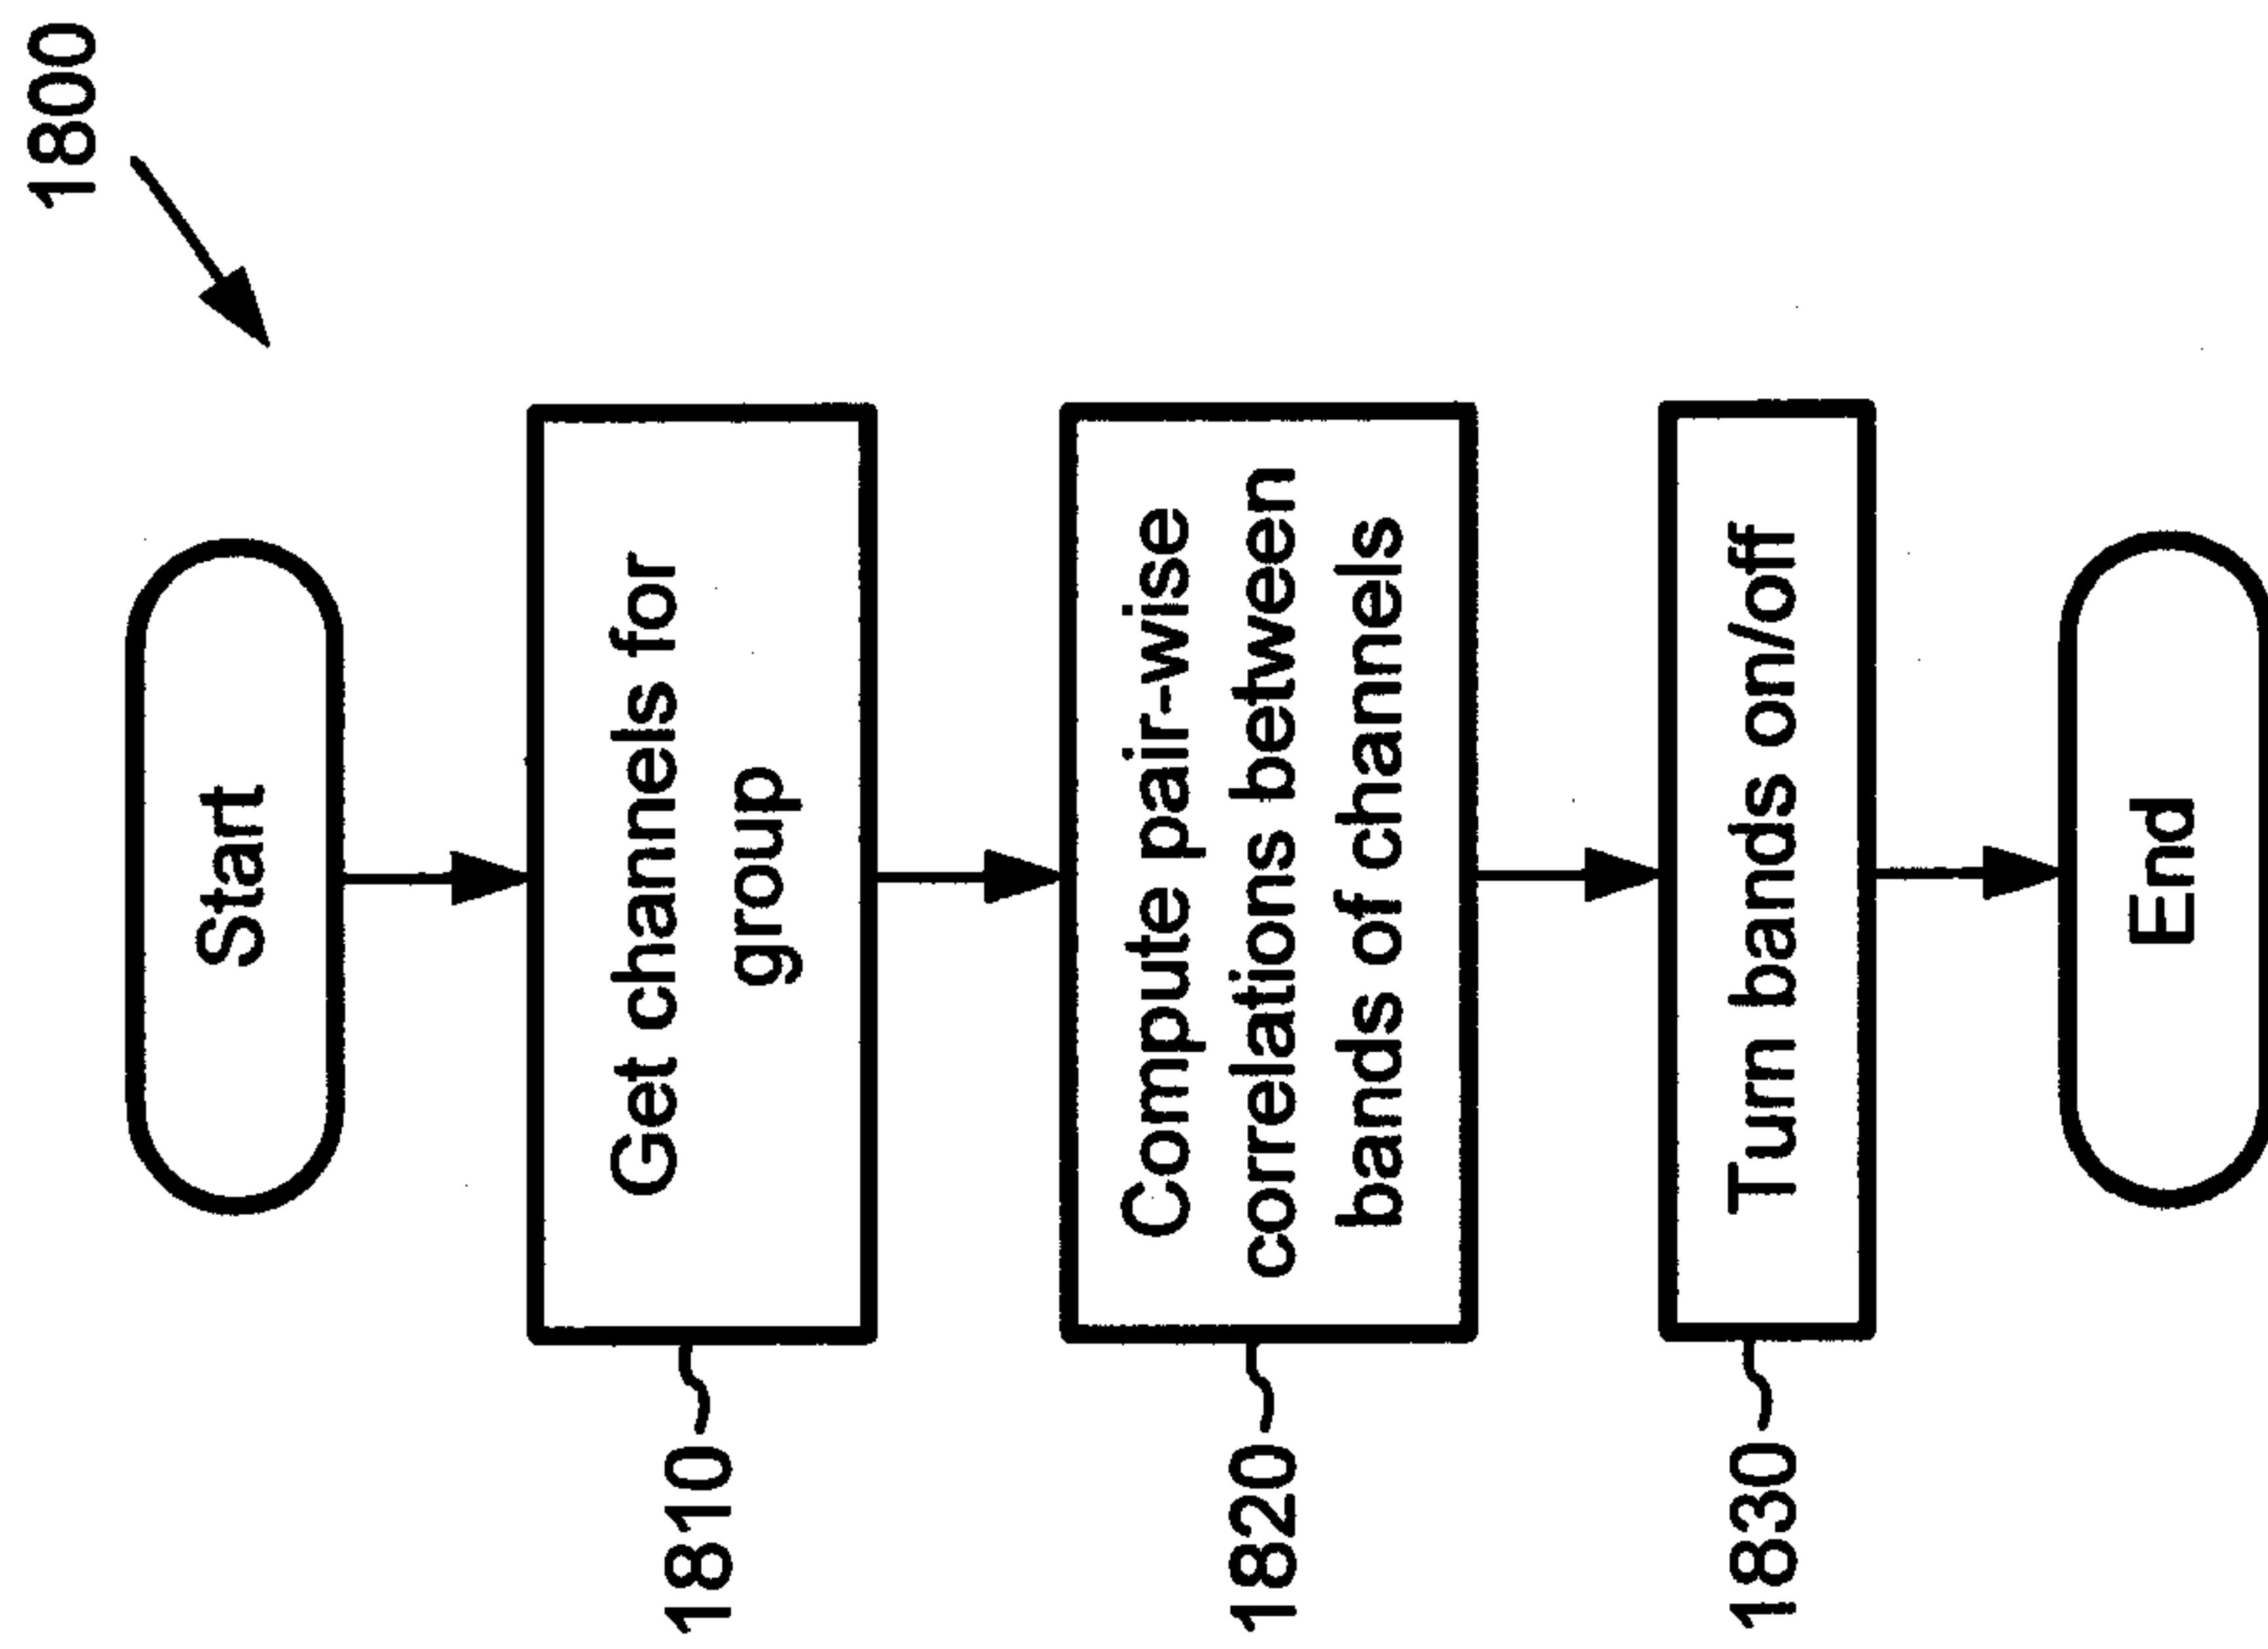 1800
Start
1810
Get channels for
group
1820
Compute pair-wise
correlations between
bands of channels
1830
Turn bands on/off
End